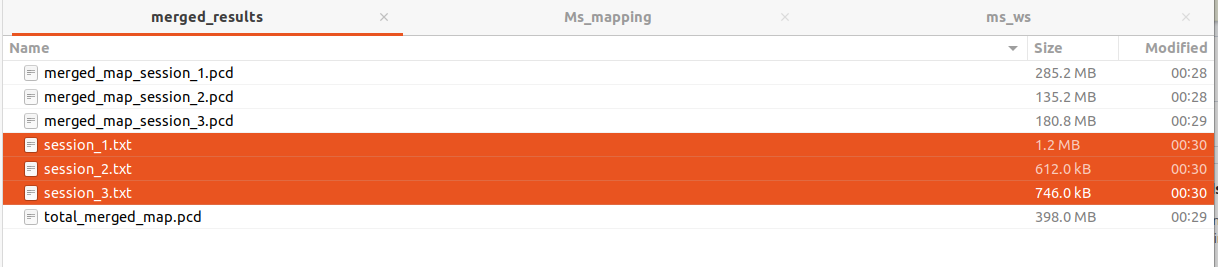 merged_results × Ms_mapping × ms_ws ×
Name Size Modified
merged_map_session_1.pcd 285.2 MB 00:28
merged_map_session_2.pcd 135.2 MB 00:28
merged_map_session_3.pcd 180.8 MB 00:29
session_1.txt 1.2 MB 00:30
session_2.txt 612.0 kB 00:30
session_3.txt 746.0 kB 00:30
total_merged_map.pcd 398.0 MB 00:29